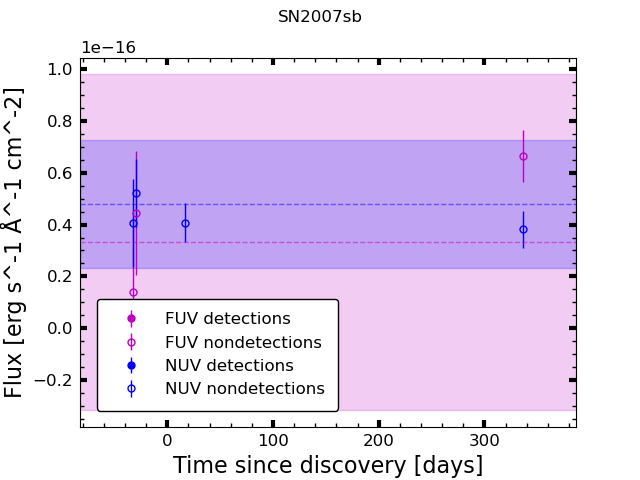 SN2007sb
1e−16
1.0
0.8
0.6
0.4
0.2
0.0
−0.2
Flux [erg s^-1 Å^-1 cm^-2]
FUV detections
FUV nondetections
NUV detections
NUV nondetections
0 100 200 300
Time since discovery [days]